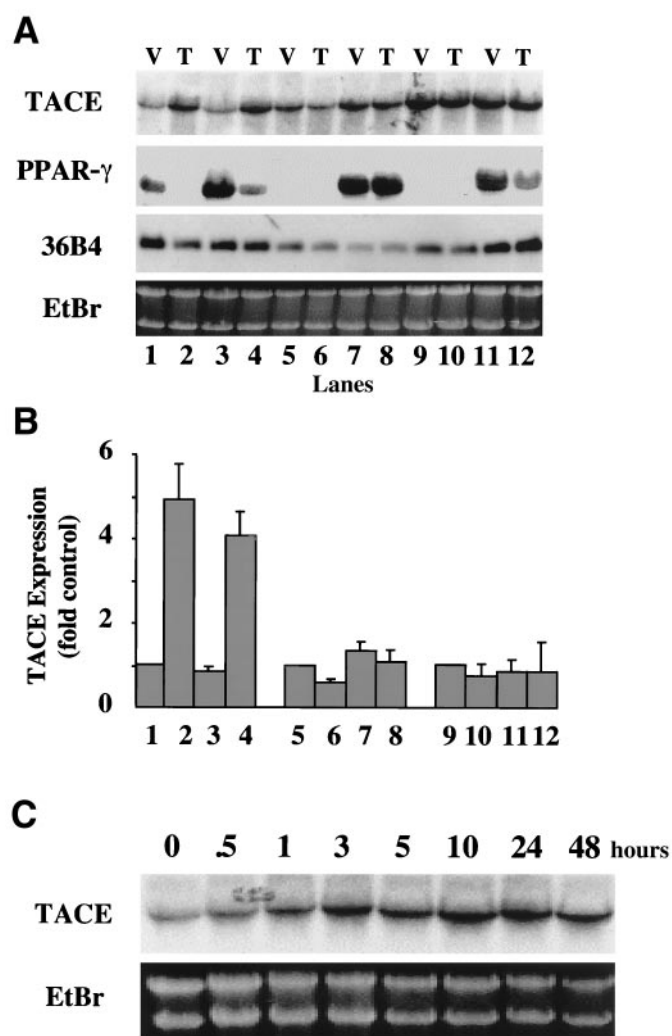 A
V T V T V T V T V T V T
TACE
PPAR-γ
36B4
EtBr
1 2 3 4 5 6 7 8 9 10 11 12
Lanes
B
TACE Expression
(fold control)
6
4
2
0
1 2 3 4 5 6 7 8 9 10 11 12
C
0 .5 1 3 5 10 24 48 hours
TACE
EtBr